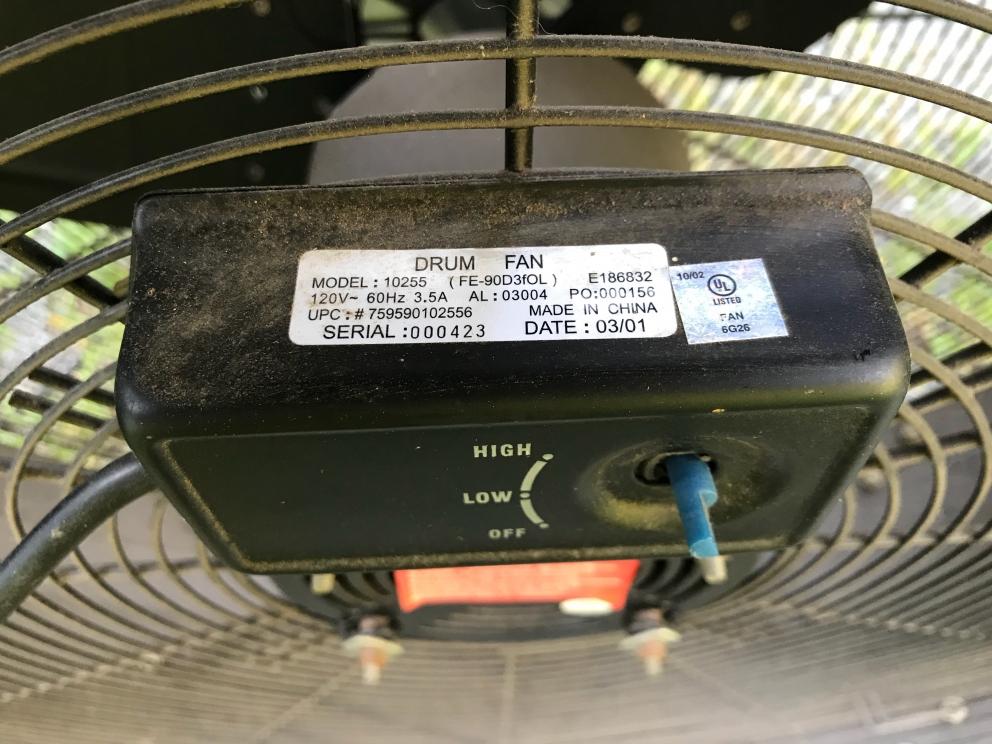 DRUM FAN
MODEL : 10255 ( FE-90D3fOL ) E186832
120V~ 60Hz 3.5A AL : 03004 PO:000156
UPC : # 759590102556 MADE IN CHINA
SERIAL :000423 DATE : 03/01
10/02
UL
LISTED
FAN
6G26
HIGH
LOW
OFF